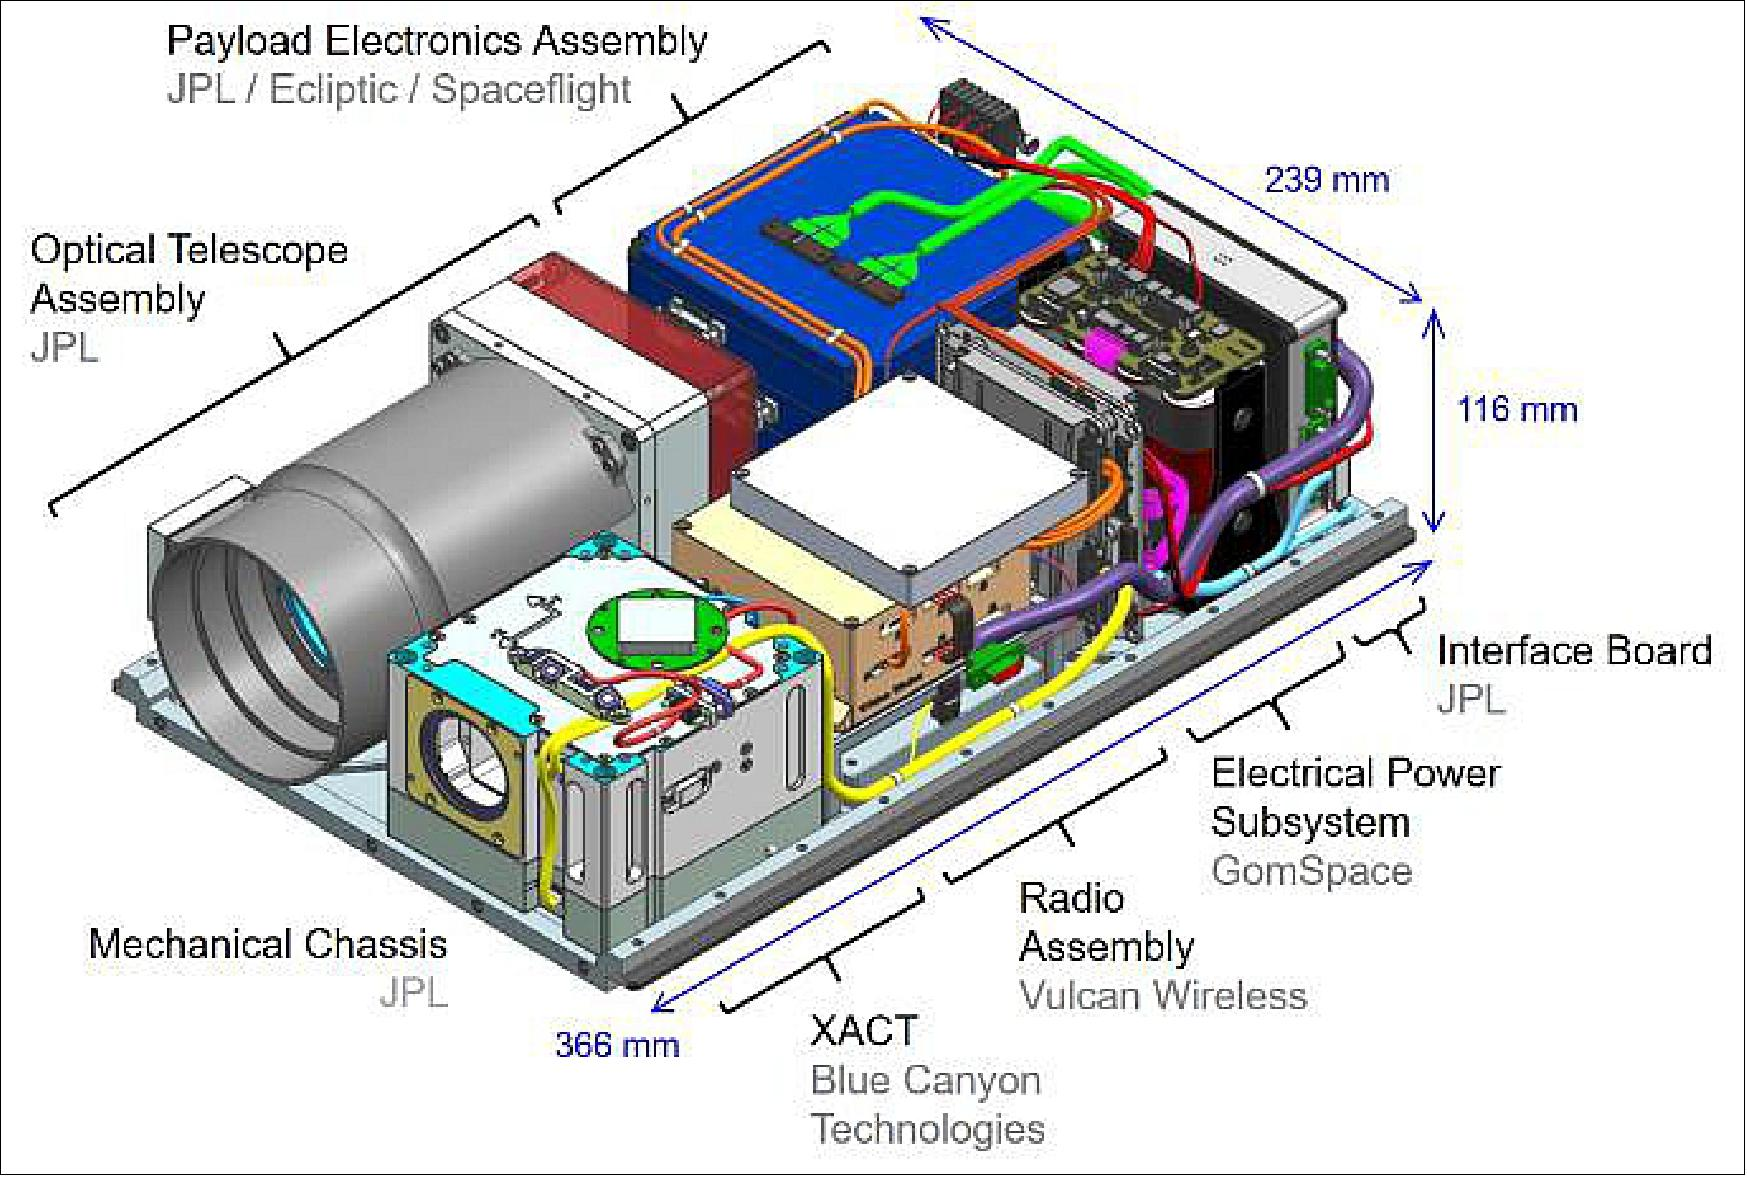 Payload Electronics Assembly
JPL / Ecliptic / Spaceflight
239 mm
Optical Telescope
Assembly
JPL
116 mm
Interface Board
JPL
Electrical Power
Subsystem
GomSpace
Radio
Assembly
Vulcan Wireless
Mechanical Chassis
JPL
XACT
Blue Canyon
Technologies
366 mm